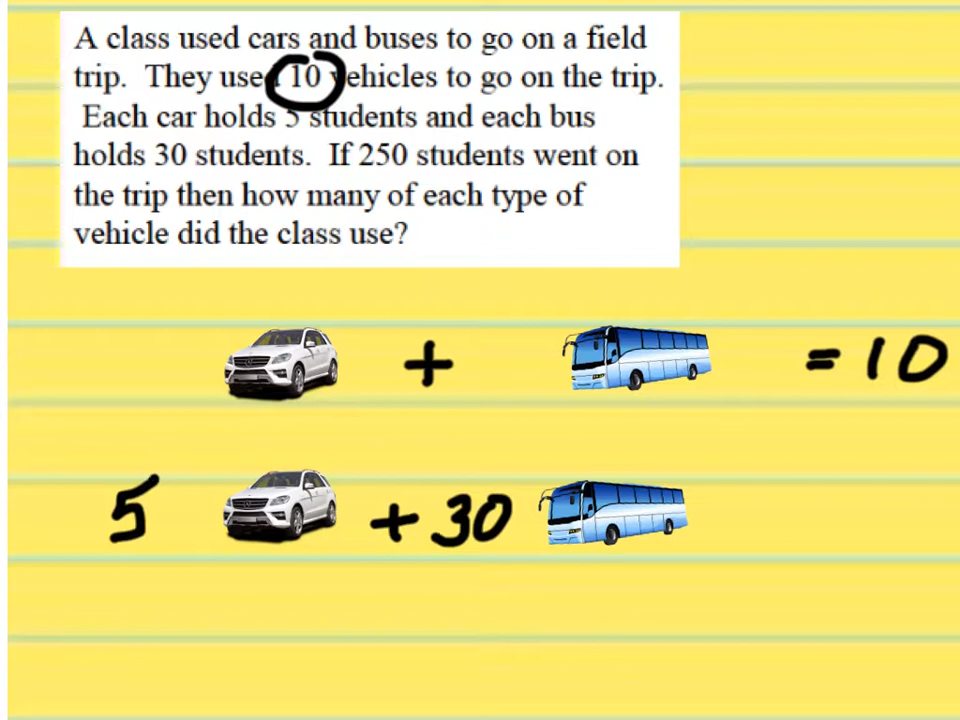 A class used cars and buses to go on a field
trip. They used 10 vehicles to go on the trip.
Each car holds 5 students and each bus
holds 30 students. If 250 students went on
the trip then how many of each type of
vehicle did the class use?
+ = 10
5 + 30